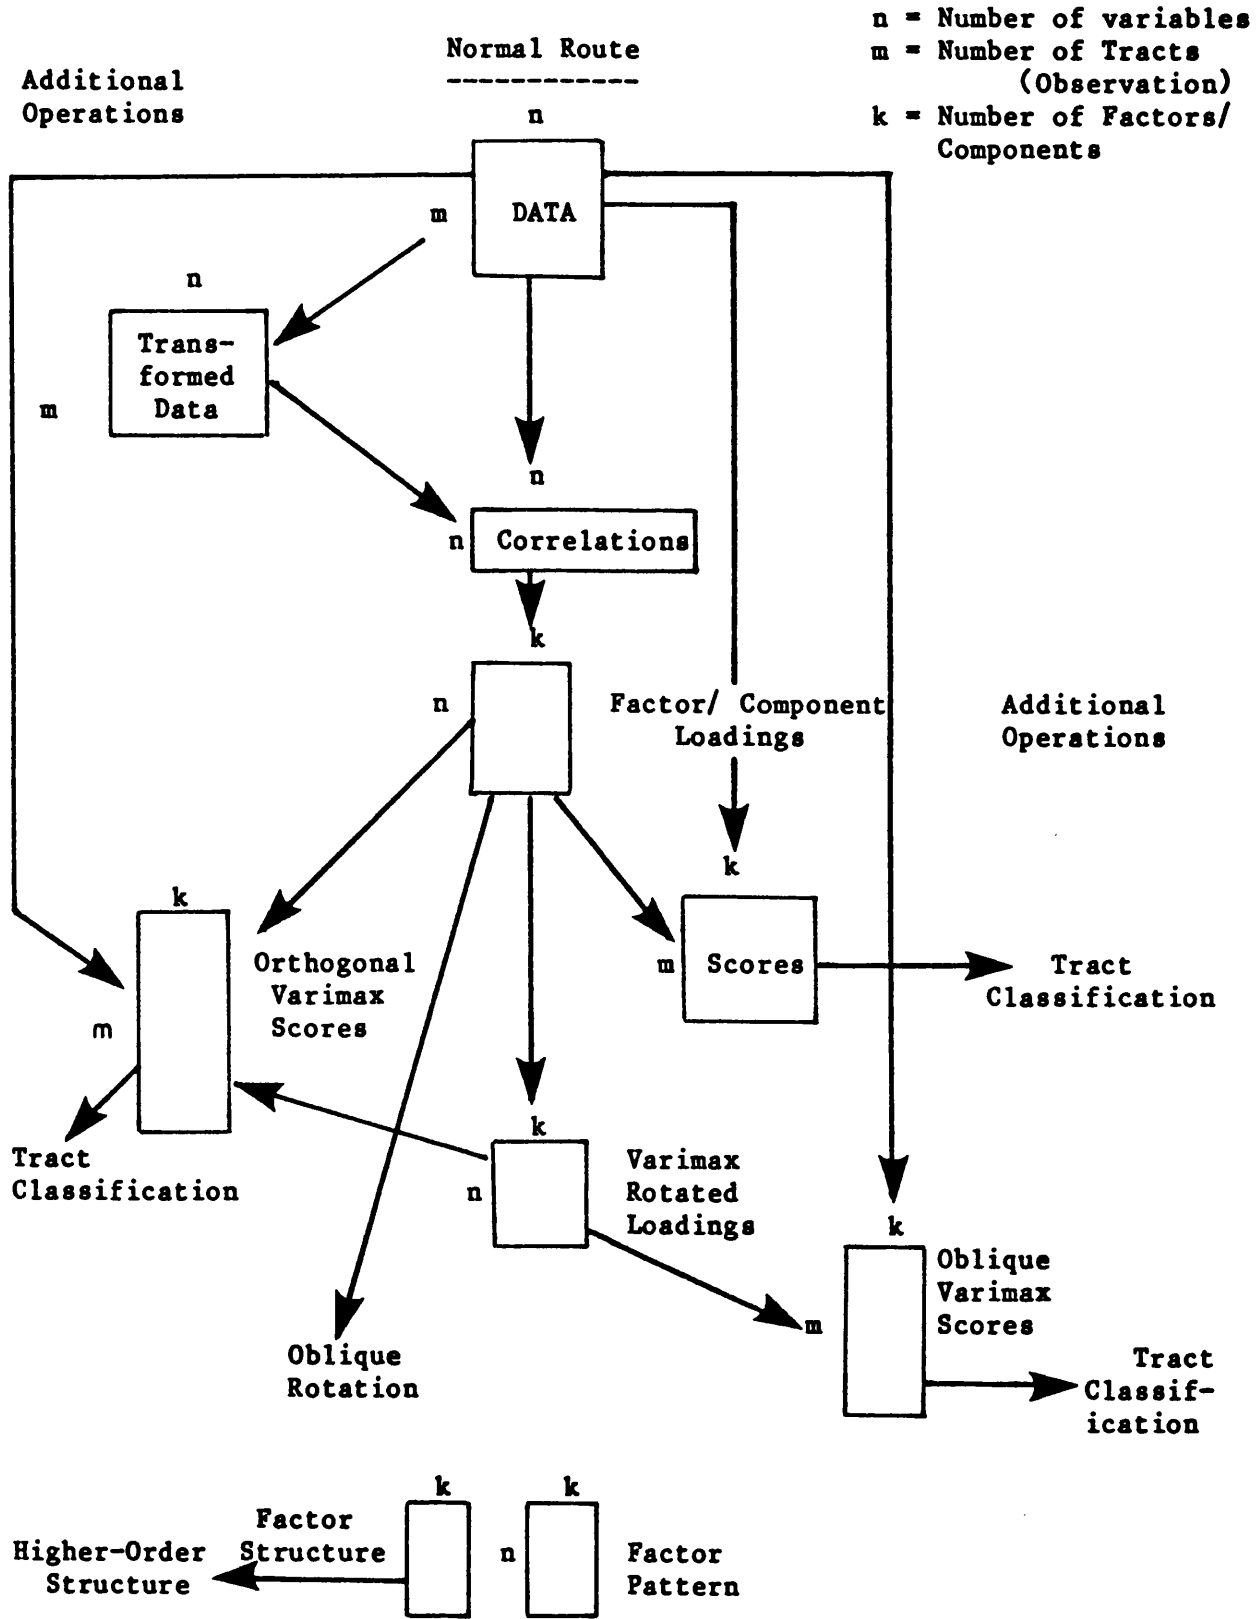 n = Number of variables
m = Number of Tracts
(Observation)
k = Number of Factors/
Components
Normal Route
------------
Additional
Operations
n
m
DATA
n
m
Trans-
formed
Data
n
n
Correlations
k
n
Factor/ Component
Loadings
Additional
Operations
k
m
Scores
Tract
Classification
k
m
Orthogonal
Varimax
Scores
Tract
Classification
k
n
Varimax
Rotated
Loadings
k
m
Oblique
Varimax
Scores
Tract
Classif-
ication
Oblique
Rotation
k
k
Factor
Structure
Higher-Order
Structure
n
Factor
Pattern